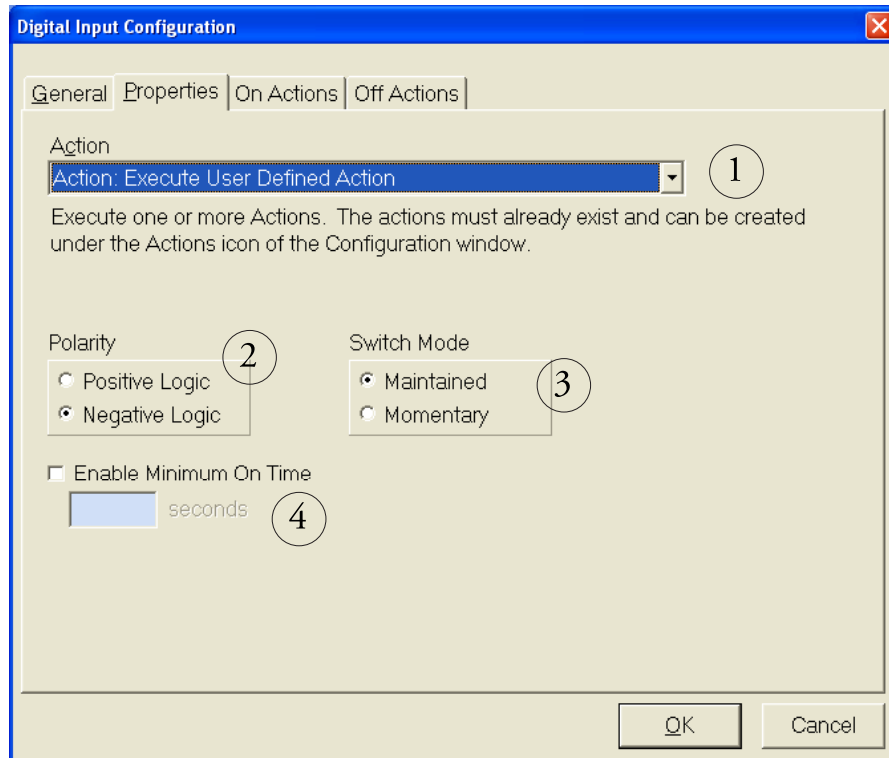 Digital Input Configuration
General Properties On Actions Off Actions
Action
Action: Execute User Defined Action
1
Execute one or more Actions. The actions must already exist and can be created
under the Actions icon of the Configuration window.
Polarity
2
Switch Mode
Positive Logic
Maintained
3
Negative Logic
Momentary
Enable Minimum On Time
seconds
4
OK Cancel